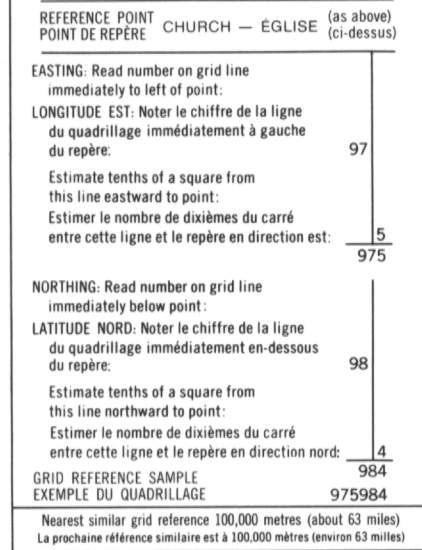 REFERENCE POINT
POINT DE REPÈRE
CHURCH — ÉGLISE
(as above)
(ci-dessus)
EASTING: Read number on grid line
immediately to left of point:
LONGITUDE EST: Noter le chiffre de la ligne
du quadrillage immédiatement à gauche
du repère: 97
Estimate tenths of a square from
this line eastward to point:
Estimer le nombre de dixièmes du carré
entre cette ligne et le repère en direction est: 5
975
NORTHING: Read number on grid line
immediately below point:
LATITUDE NORD: Noter le chiffre de la ligne
du quadrillage immédiatement en-dessous
du repère: 98
Estimate tenths of a square from
this line northward to point:
Estimer le nombre de dixièmes du carré
entre cette ligne et le repère en direction nord: 4
984
GRID REFERENCE SAMPLE
EXEMPLE DU QUADRILLAGE 975984
Nearest similar grid reference 100,000 metres (about 63 miles)
La prochaine référence similaire est à 100,000 mètres (environ 63 milles)